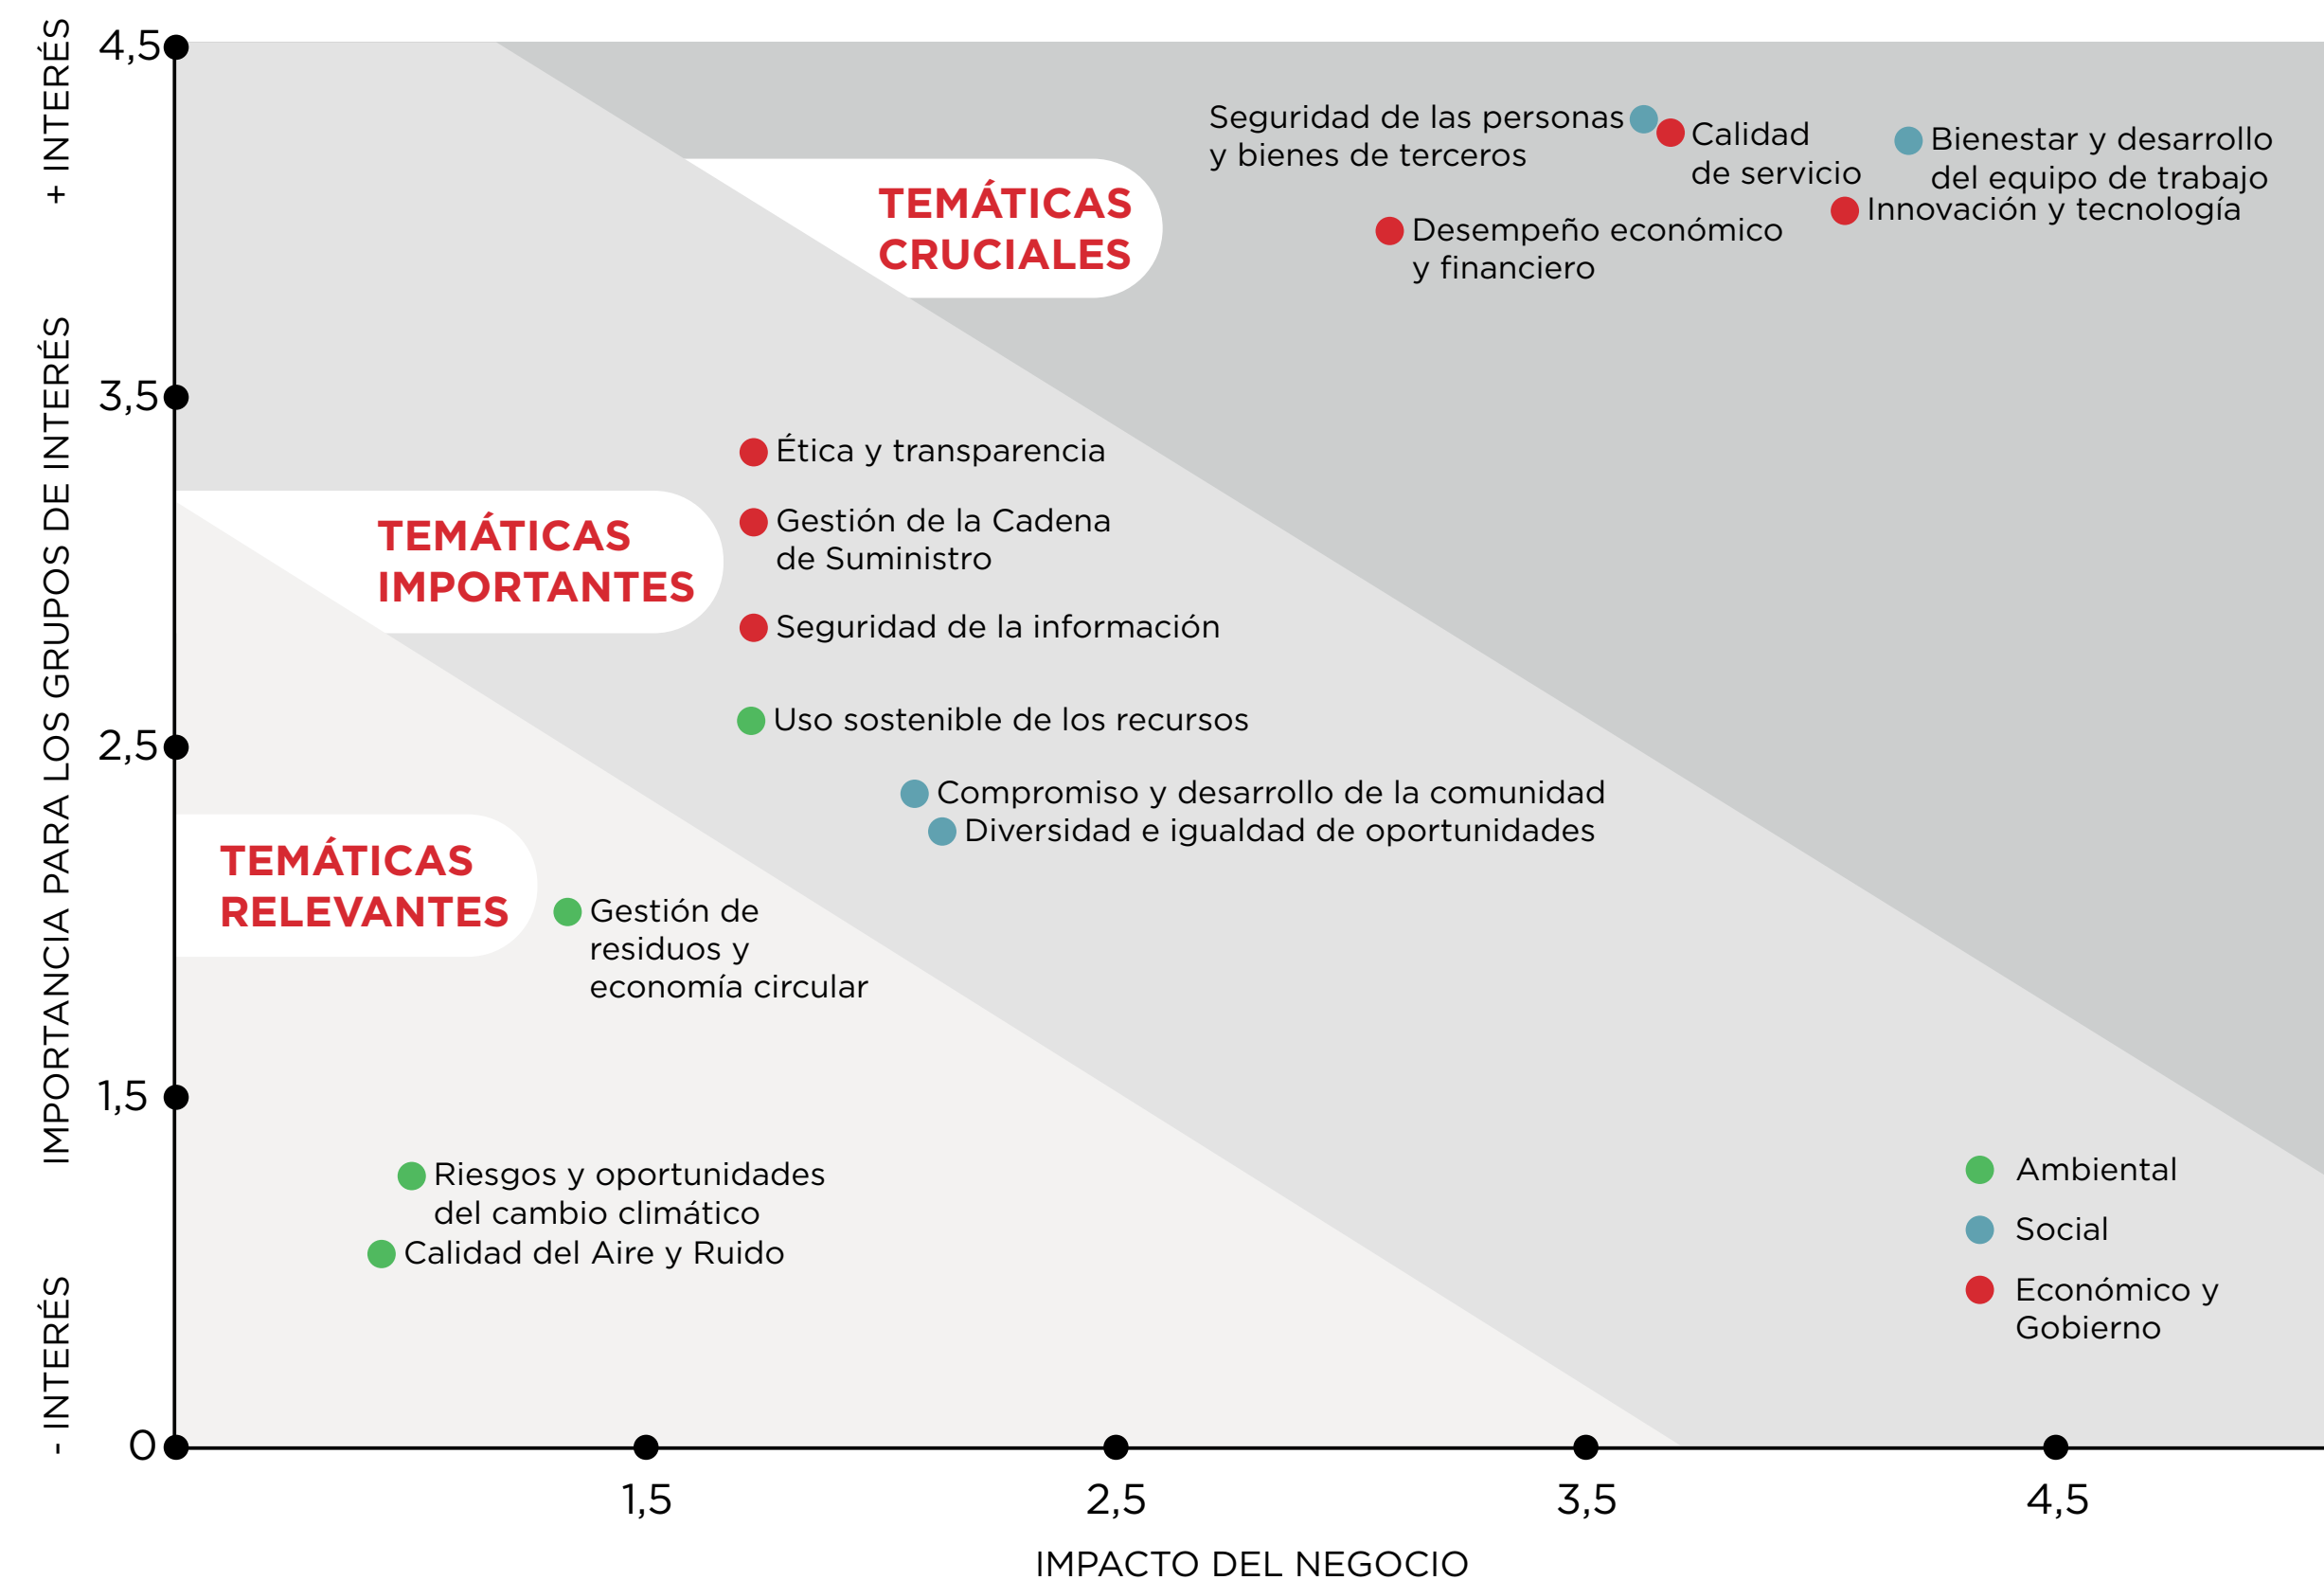 + INTERÉS
IMPORTANCIA PARA LOS GRUPOS DE INTERÉS
- INTERÉS
4,5
3,5
2,5
1,5
0
TEMÁTICAS
CRUCIALES
Seguridad de las personas
y bienes de terceros
Calidad
de servicio
Bienestar y desarrollo
del equipo de trabajo
Innovación y tecnología
Desempeño económico
y financiero
TEMÁTICAS
IMPORTANTES
Ética y transparencia
Gestión de la Cadena
de Suministro
Seguridad de la información
Uso sostenible de los recursos
Compromiso y desarrollo de la comunidad
Diversidad e igualdad de oportunidades
TEMÁTICAS
RELEVANTES
Gestión de
residuos y
economía circular
Riesgos y oportunidades
del cambio climático
Calidad del Aire y Ruido
Ambiental
Social
Económico y
Gobierno
1,5
2,5
3,5
4,5
IMPACTO DEL NEGOCIO